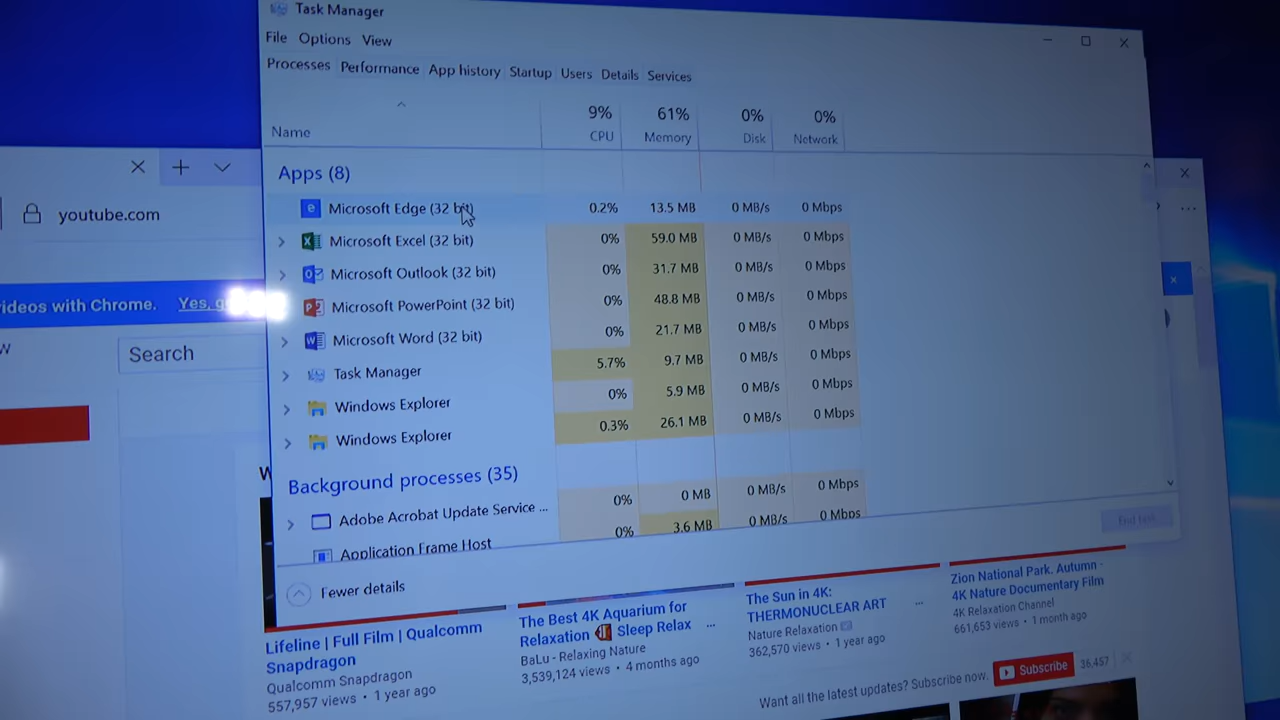 Task Manager
File Options View
Processes Performance App history Startup Users Details Services
9% 61% 0% 0%
Name CPU Memory Disk Network
Apps (8)
Microsoft Edge (32 bit) 0.2% 13.5 MB 0 MB/s 0 Mbps
Microsoft Excel (32 bit) 0% 59.0 MB 0 MB/s 0 Mbps
Microsoft Outlook (32 bit) 0% 31.7 MB 0 MB/s 0 Mbps
Microsoft PowerPoint (32 bit) 0% 48.8 MB 0 MB/s 0 Mbps
Microsoft Word (32 bit) 0% 21.7 MB 0 MB/s 0 Mbps
Task Manager 5.7% 9.7 MB 0 MB/s 0 Mbps
Windows Explorer 0% 5.9 MB 0 MB/s 0 Mbps
Windows Explorer 0.3% 26.1 MB 0 MB/s 0 Mbps
Background processes (35)
Adobe Acrobat Update Service ... 0% 0 MB 0 MB/s 0 Mbps
Application Frame Host 0% 3.6 MB 0 MB/s 0 Mbps
Fewer details
End task
youtube.com
videos with Chrome. Yes,
Search
Lifeline | Full Film | Qualcomm
Snapdragon
Qualcomm Snapdragon
557,957 views • 1 year ago
The Best 4K Aquarium for
Relaxation 🐠 Sleep Relax
BaLu - Relaxing Nature
3,539,124 views • 4 months ago
The Sun in 4K:
THERMONUCLEAR ART
Nature Relaxation
362,570 views • 1 year ago
Zion National Park. Autumn -
4K Nature Documentary Film
4K Relaxation Channel
661,653 views • 1 month ago
Want all the latest updates? Subscribe now. Subscribe 36,457